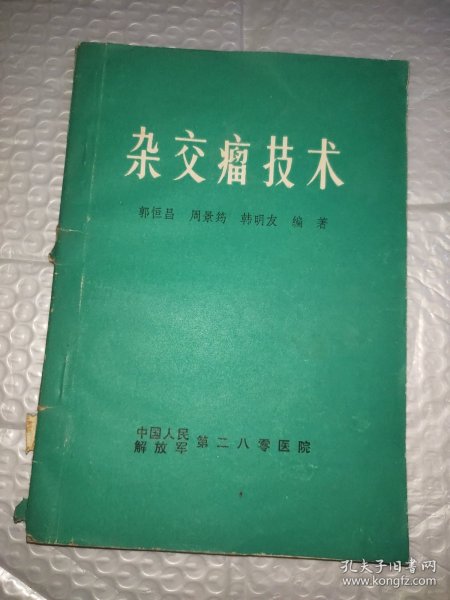 杂交瘤技术
郭恒昌 周景筠 韩明友 编著
中国人民
解放军 第二八零医院
孔夫子旧书网
www.kongfz.com